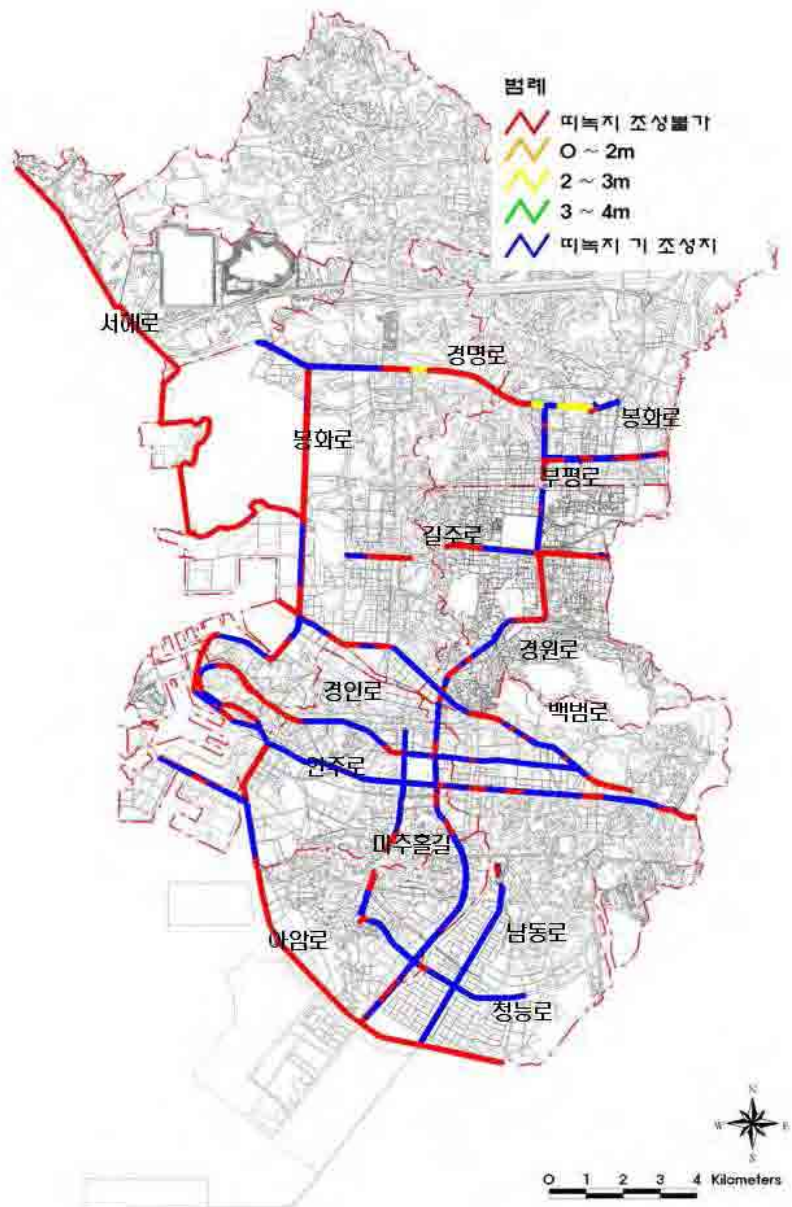 범례
띠녹지 조성불가
0 ~ 2m
2 ~ 3m
3 ~ 4m
띠녹지 기 조성지
서해로
경명로
봉화로
봉화로
부평로
길주로
경원로
경인로
백범로
인주로
미추홀길
아암로
남동로
청능로
N
W E
S
0 1 2 3 4 Kilometers